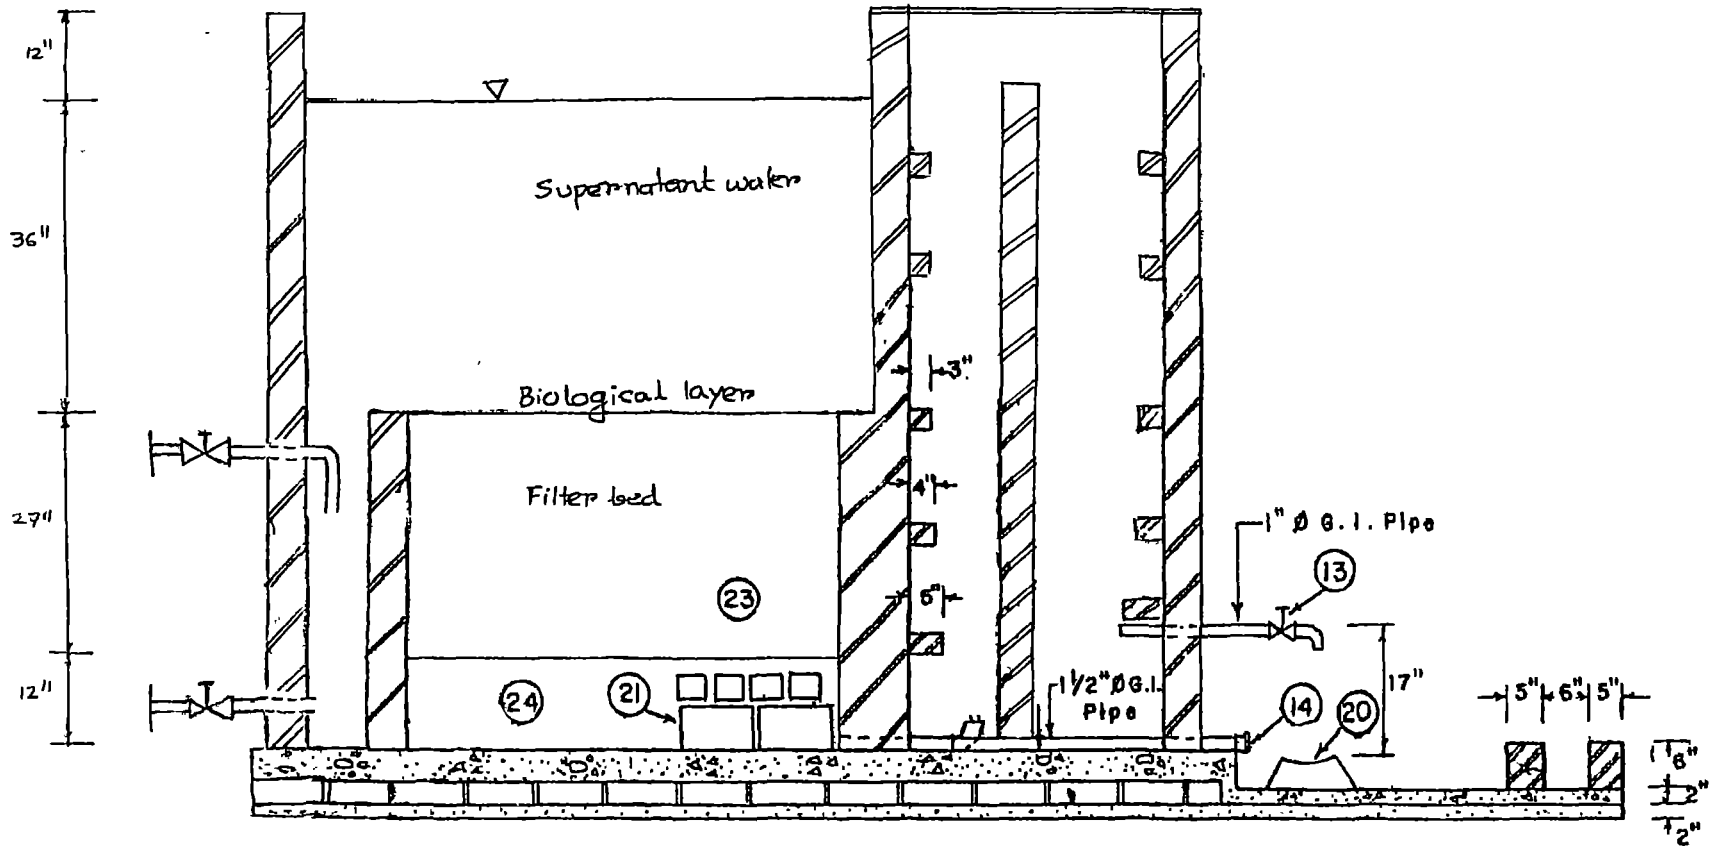 12"
Supernatant water
36"
3"
Biological layer
4"
Filter bed
27"
1" Ø G.I. Pipe
13
23
5"
12"
24
21
1 1/2" Ø G.I.
Pipe
14
20
17"
5" 6" 5"
8"
2"
2"